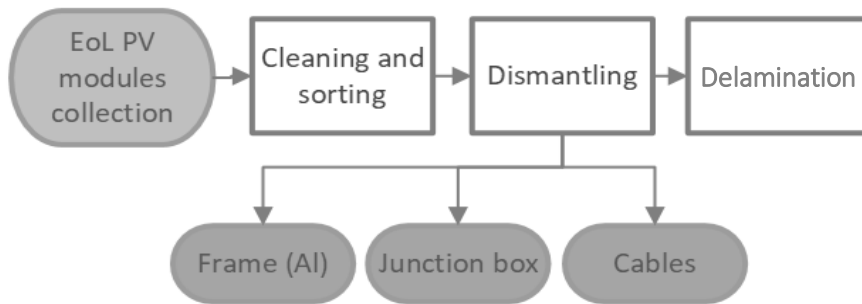 EoL PV
modules
collection
Cleaning and
sorting
Dismantling
Delamination
Frame (Al)
Junction box
Cables